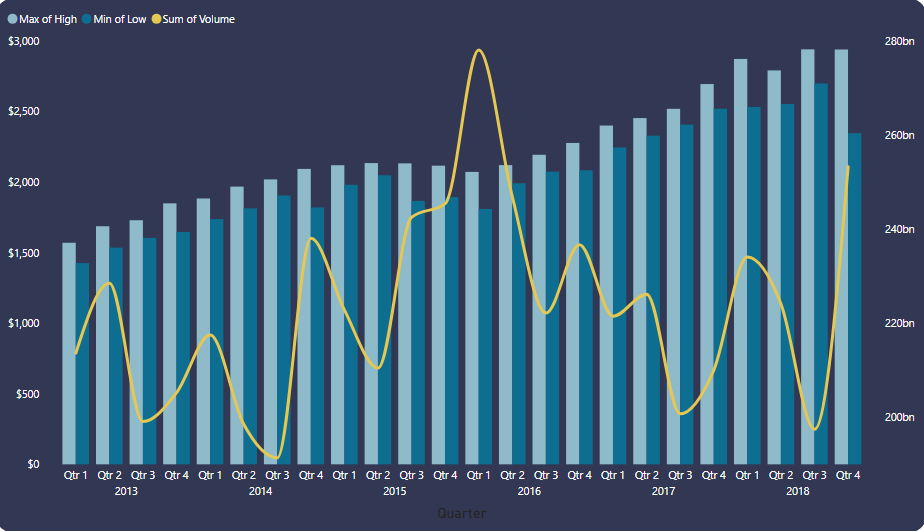 Max of High Min of Low Sum of Volume
$3,000 280bn
$2,500 260bn
$2,000 240bn
$1,500
$1,000 220bn
$500 200bn
$0
Qtr 1 Qtr 2 Qtr 3 Qtr 4 Qtr 1 Qtr 2 Qtr 3 Qtr 4 Qtr 1 Qtr 2 Qtr 3 Qtr 4 Qtr 1 Qtr 2 Qtr 3 Qtr 4 Qtr 1 Qtr 2 Qtr 3 Qtr 4 Qtr 1 Qtr 2 Qtr 3 Qtr 4
2013 2014 2015 2016 2017 2018
Quarter